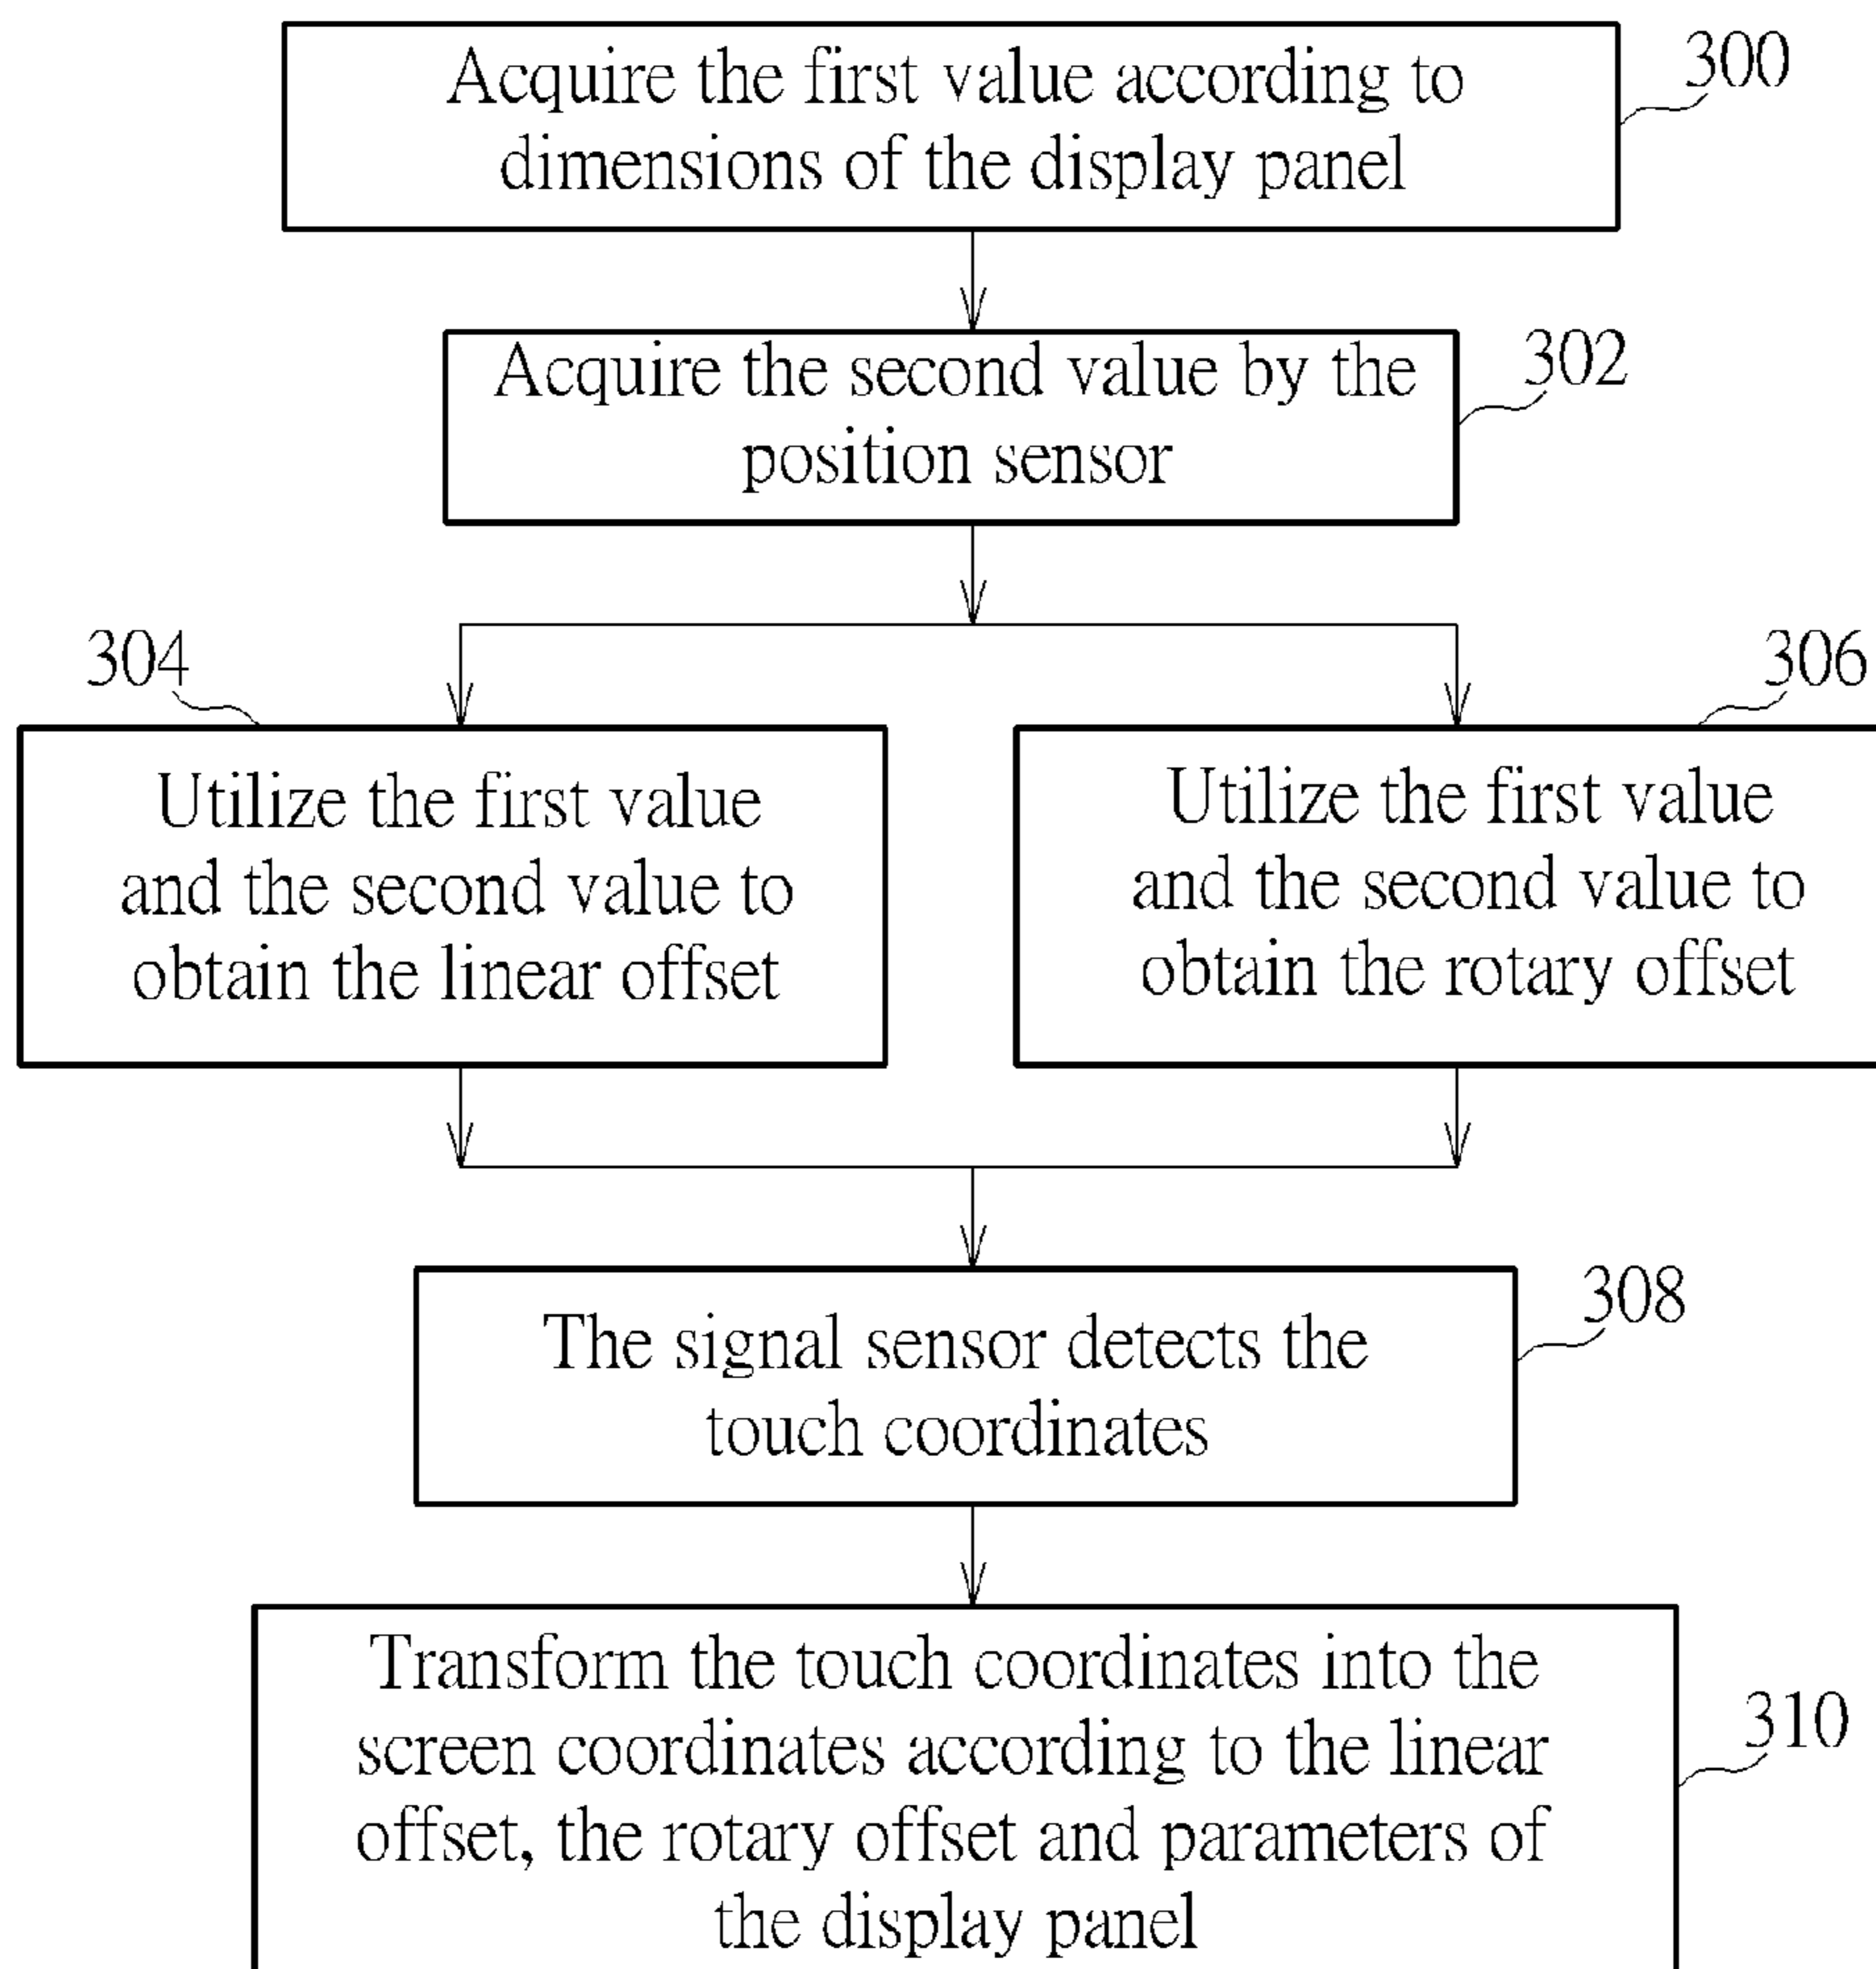 Acquire the first value according to
dimensions of the display panel
300
Acquire the second value by the
position sensor
302
304
Utilize the first value
and the second value to
obtain the linear offset
306
Utilize the first value
and the second value to
obtain the rotary offset
The signal sensor detects the
touch coordinates
308
Transform the touch coordinates into the
screen coordinates according to the linear
offset, the rotary offset and parameters of
the display panel
310